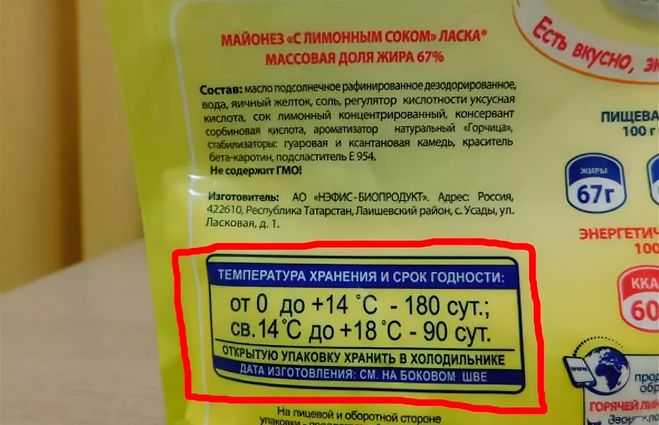 МАЙОНЕЗ «С ЛИМОННЫМ СОКОМ» ЛАСКА®
МАССОВАЯ ДОЛЯ ЖИРА 67%
Состав: масло подсолнечное рафинированное дезодорированное,
вода, яичный желток, соль, регулятор кислотности уксусная
кислота, сок лимонный концентрированный, консервант
сорбиновая кислота, ароматизатор натуральный «Горчица»,
стабилизаторы: гуаровая и ксантановая камедь, краситель
бета-каротин, подсластитель Е 954.
Не содержит ГМО!
Изготовитель: АО «НЭФИС-БИОПРОДУКТ». Адрес: Россия,
422610, Республика Татарстан, Лаишевский район, с. Усады, ул.
Ласковая, д. 1.
ТЕМПЕРАТУРА ХРАНЕНИЯ И СРОК ГОДНОСТИ:
от 0 до +14 °С - 180 сут.;
св.14 °С до +18 °С - 90 сут.
ОТКРЫТУЮ УПАКОВКУ ХРАНИТЬ В ХОЛОДИЛЬНИКЕ
ДАТА ИЗГОТОВЛЕНИЯ: СМ. НА БОКОВОМ ШВЕ
На лицевой и оборотной стороне
упаковки
Есть вкусно,
100 г
ЖИРЫ
67г
100
60
WWW
ГОРЯЧЕЙ